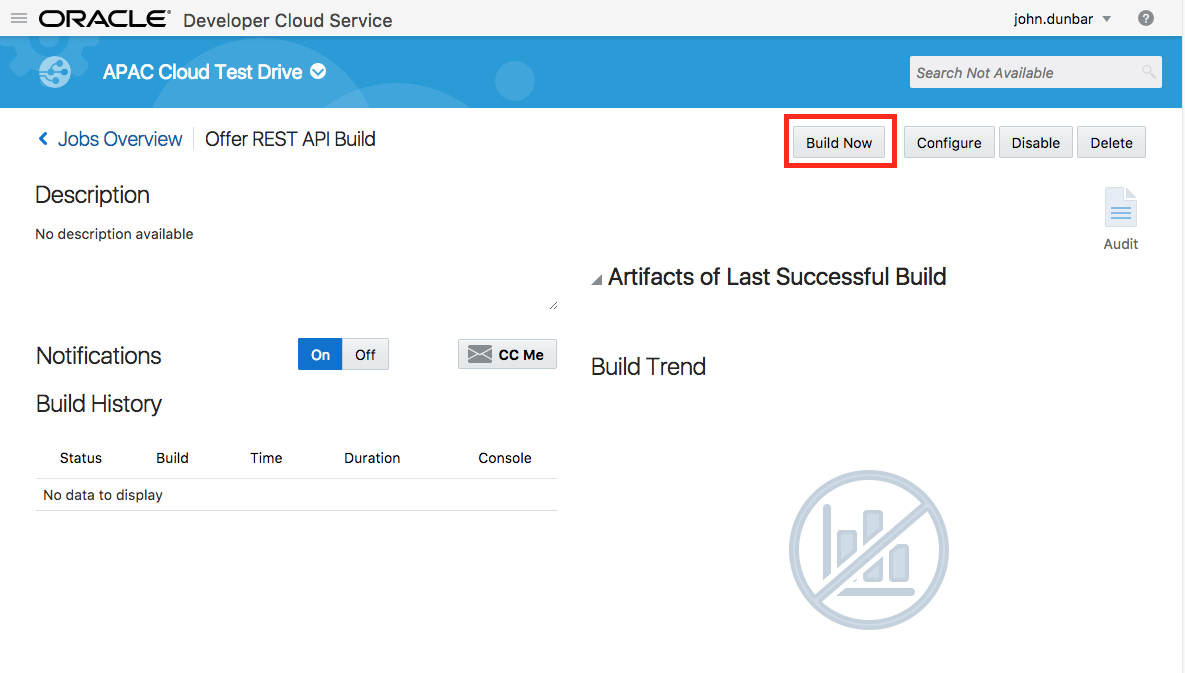 ORACLE® Developer Cloud Service
john.dunbar
?
APAC Cloud Test Drive
Search Not Available
Jobs Overview
Offer REST API Build
Build Now
Configure
Disable
Delete
Description
No description available
Audit
Artifacts of Last Successful Build
Notifications
On
Off
CC Me
Build Trend
Build History
Status Build Time Duration Console
No data to display